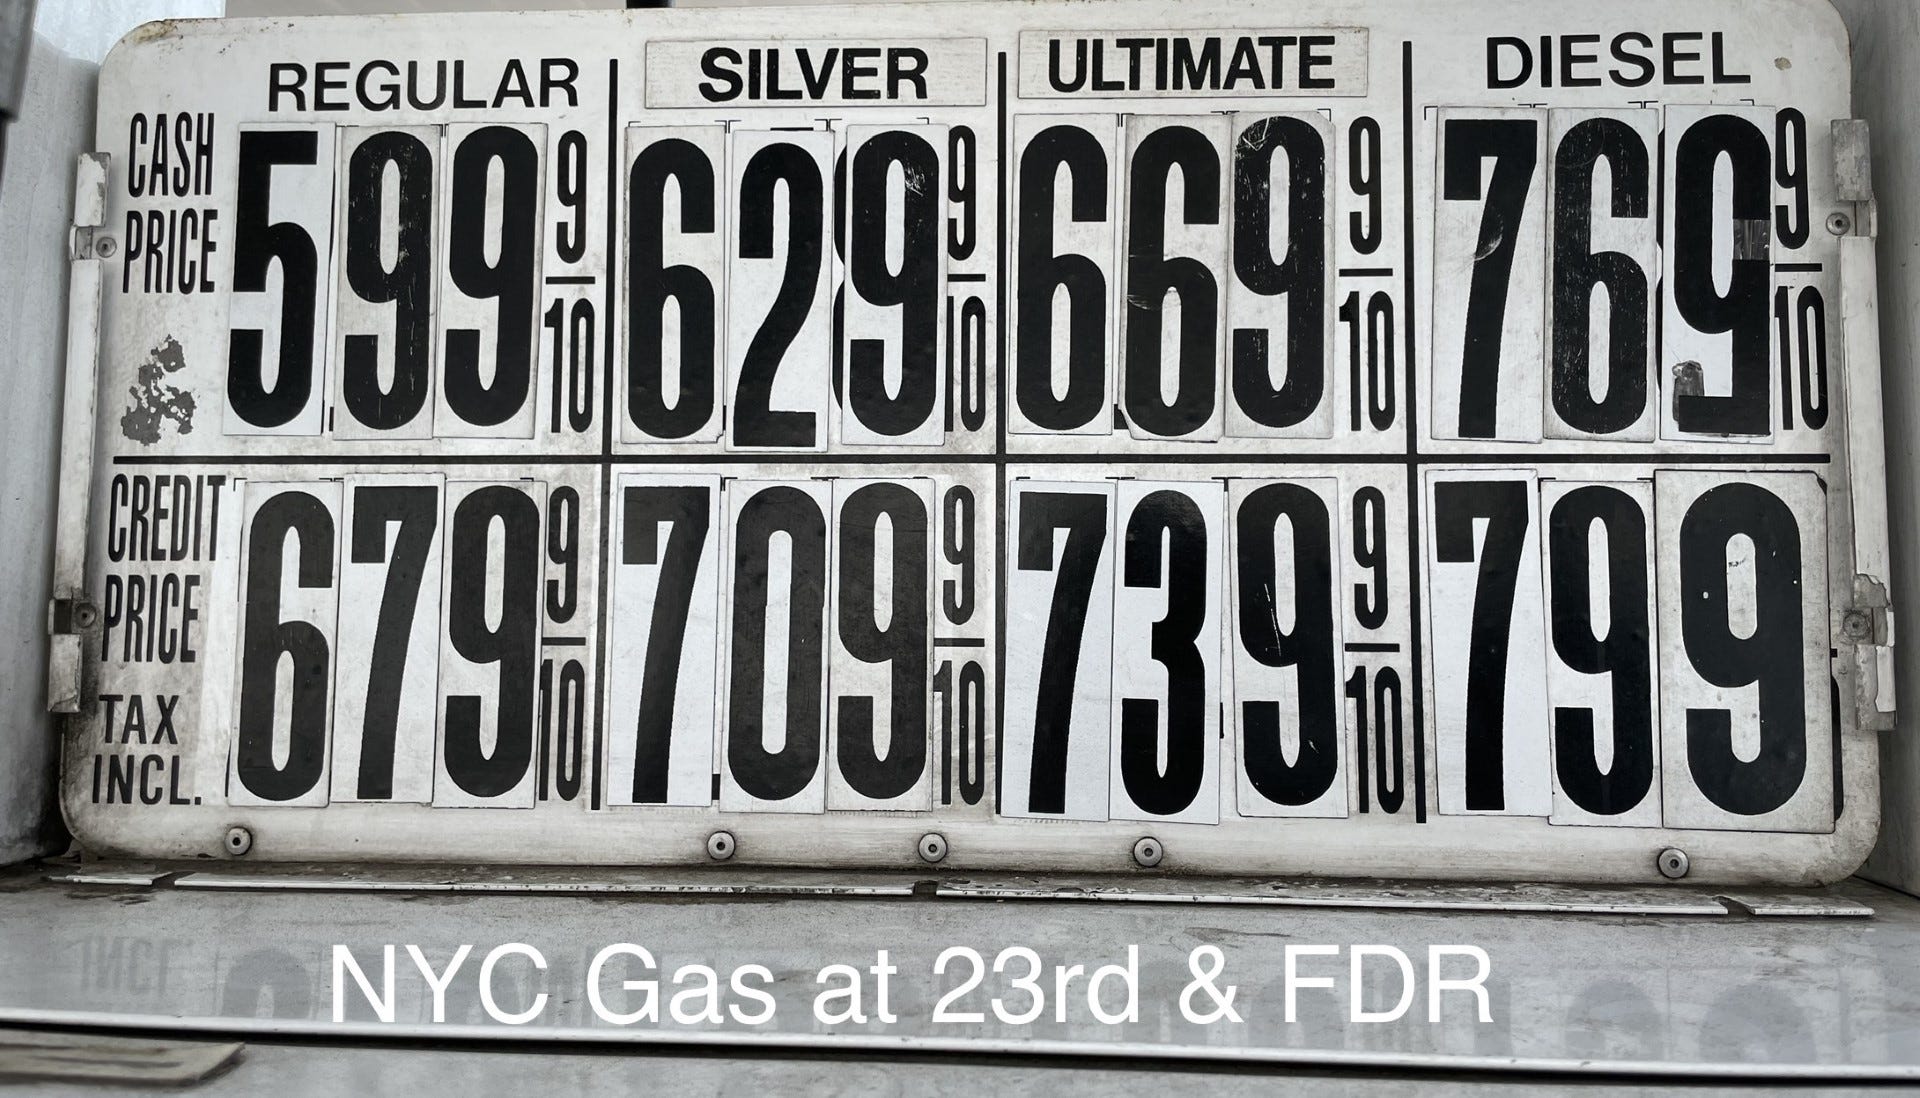 REGULAR SILVER ULTIMATE DIESEL
CASH PRICE 599 9/10 629 9/10 669 9/10 769 9/10
CREDIT PRICE 679 9/10 709 9/10 739 9/10 799
TAX INCL.
NYC Gas at 23rd & FDR